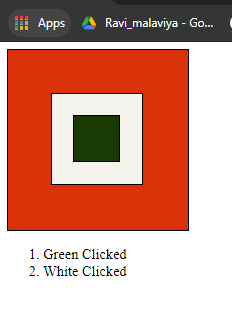 Apps
Ravi_malaviya - Go...
1. Green Clicked
2. White Clicked